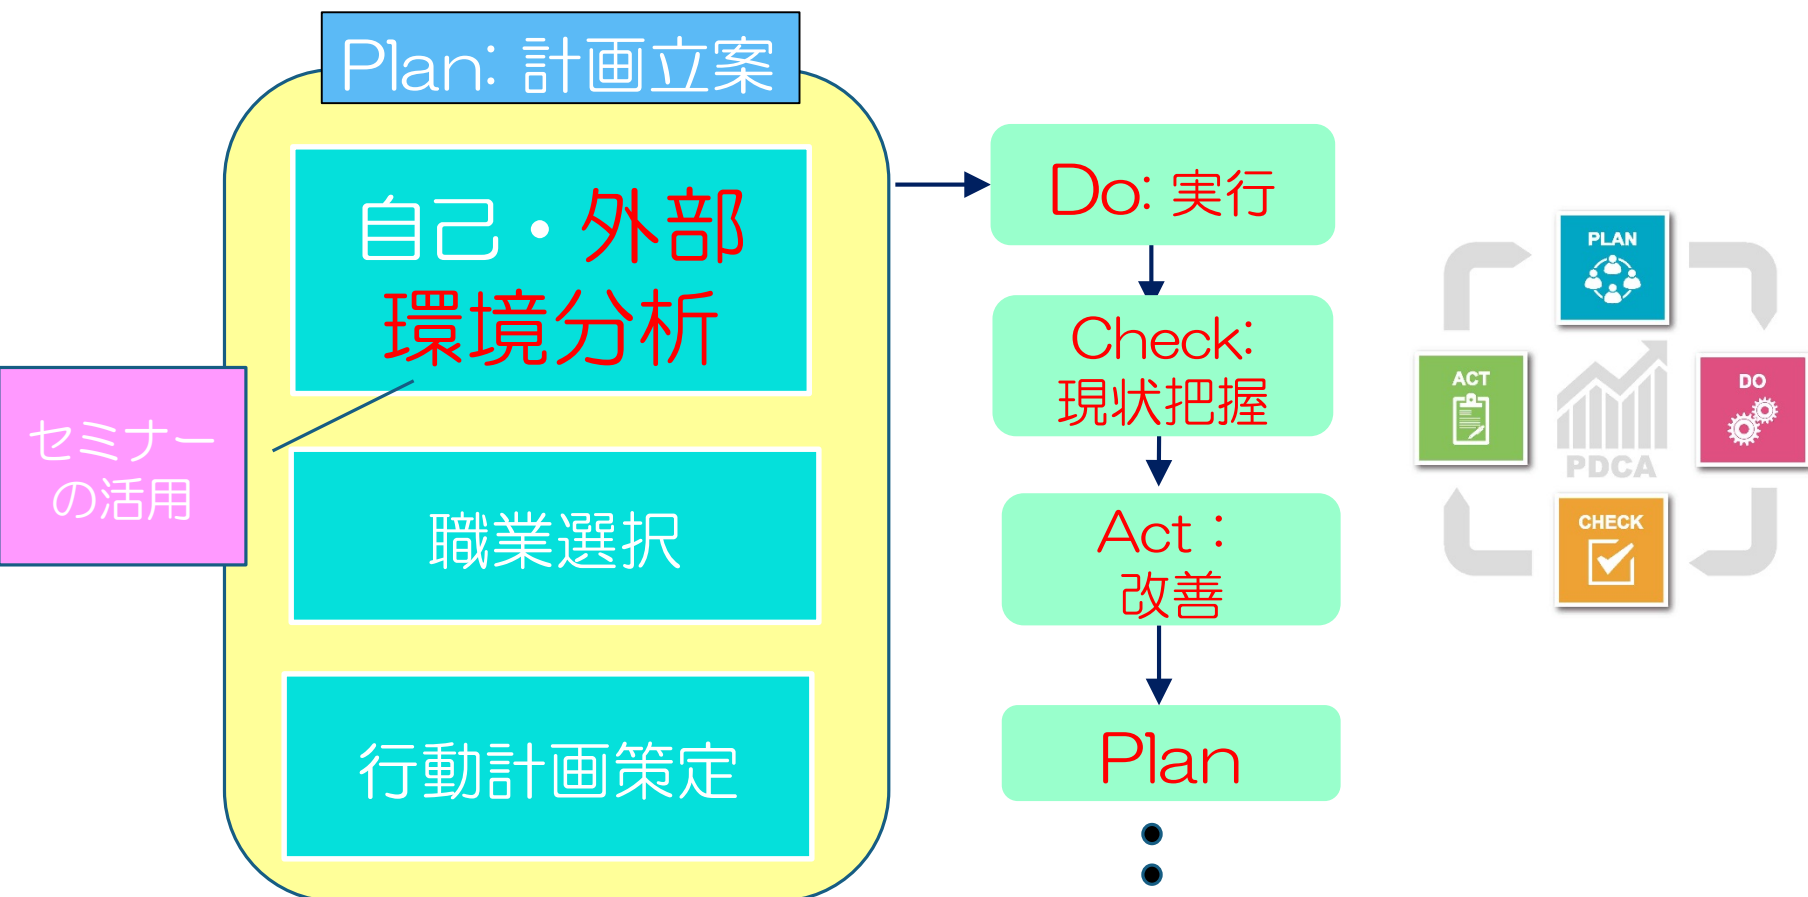 Plan: 計画立案
自己・外部
環境分析
セミナー
の活用
職業選択
行動計画策定
Do: 実行
Check:
現状把握
Act：
改善
Plan
PLAN
ACT
DO
PDCA
CHECK